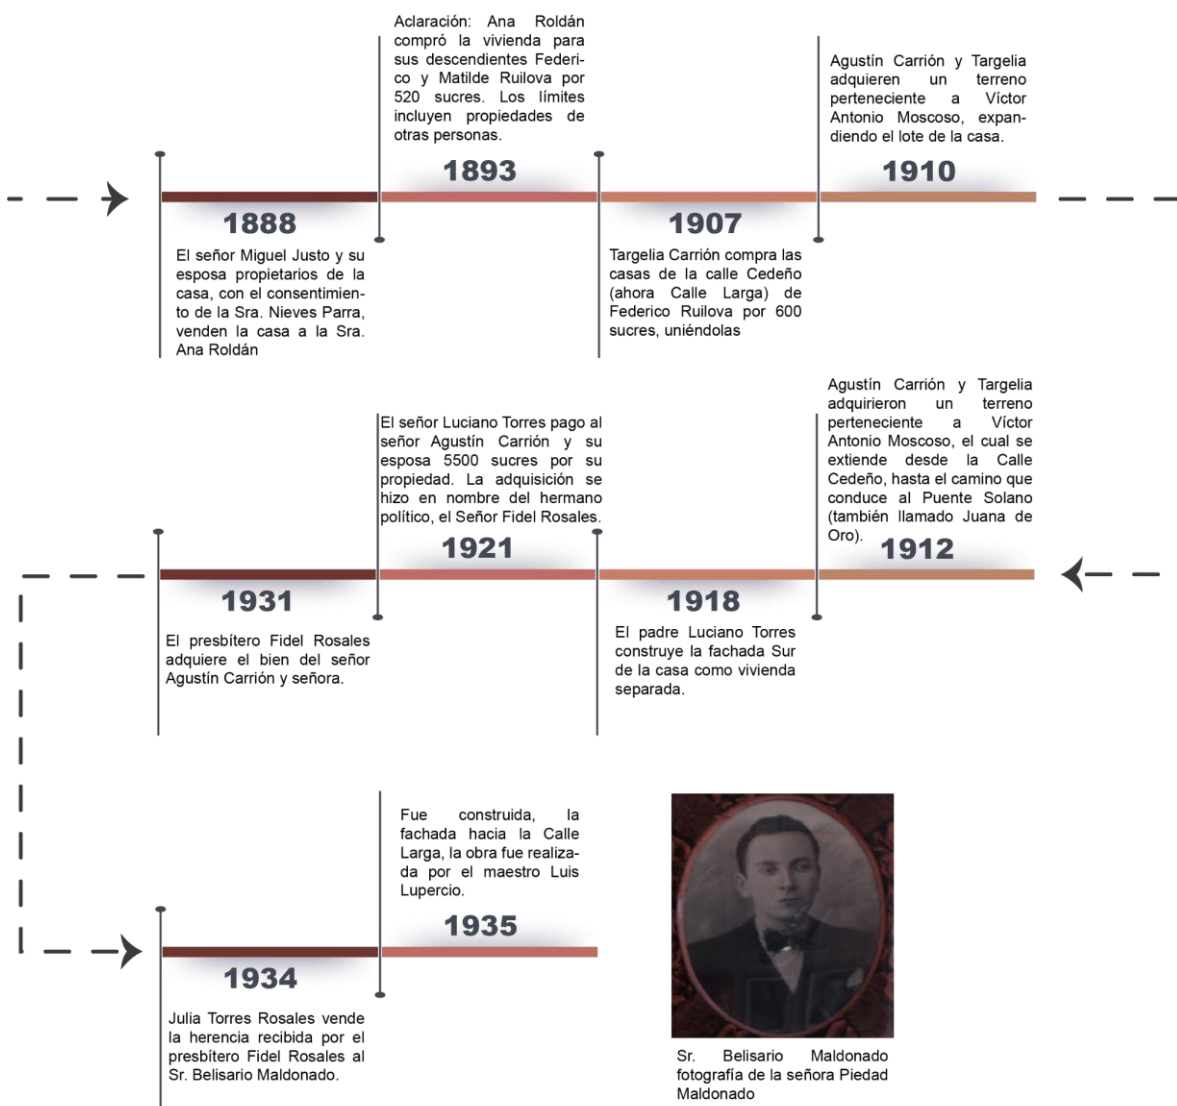 Aclaración: Ana Roldán
compró la vivienda para
sus descendientes Federi-
co y Matilde Ruilova por
520 sucres. Los límites
incluyen propiedades de
otras personas.
Agustín Carrión y Targelia
adquieren un terreno
perteneciente a Víctor
Antonio Moscoso, expan-
diendo el lote de la casa.
1893
1910
1888
1907
El señor Miguel Justo y su
esposa propietarios de la
casa, con el consentimien-
to de la Sra. Nieves Parra,
venden la casa a la Sra.
Ana Roldán
Targelia Carrión compra las
casas de la calle Cedeño
(ahora Calle Larga) de
Federico Ruilova por 600
sucres, uniéndolas
Agustín Carrión y Targelia
adquirieron un terreno
perteneciente a Víctor
Antonio Moscoso, el cual se
extiende desde la Calle
Cedeño, hasta el camino que
conduce al Puente Solano
(también llamado Juana de
Oro).
El señor Luciano Torres pago al
señor Agustín Carrión y su
esposa 5500 sucres por su
propiedad. La adquisición se
hizo en nombre del hermano
político, el Señor Fidel Rosales.
1921
1912
1931
1918
El presbítero Fidel Rosales
adquiere el bien del señor
Agustín Carrión y señora.
El padre Luciano Torres
construye la fachada Sur
de la casa como vivienda
separada.
Fue construida, la
fachada hacia la Calle
Larga, la obra fue realiza-
da por el maestro Luis
Lupercio.
1935
1934
Julia Torres Rosales vende
la herencia recibida por el
presbítero Fidel Rosales al
Sr. Belisario Maldonado.
Sr. Belisario Maldonado
fotografía de la señora Piedad
Maldonado